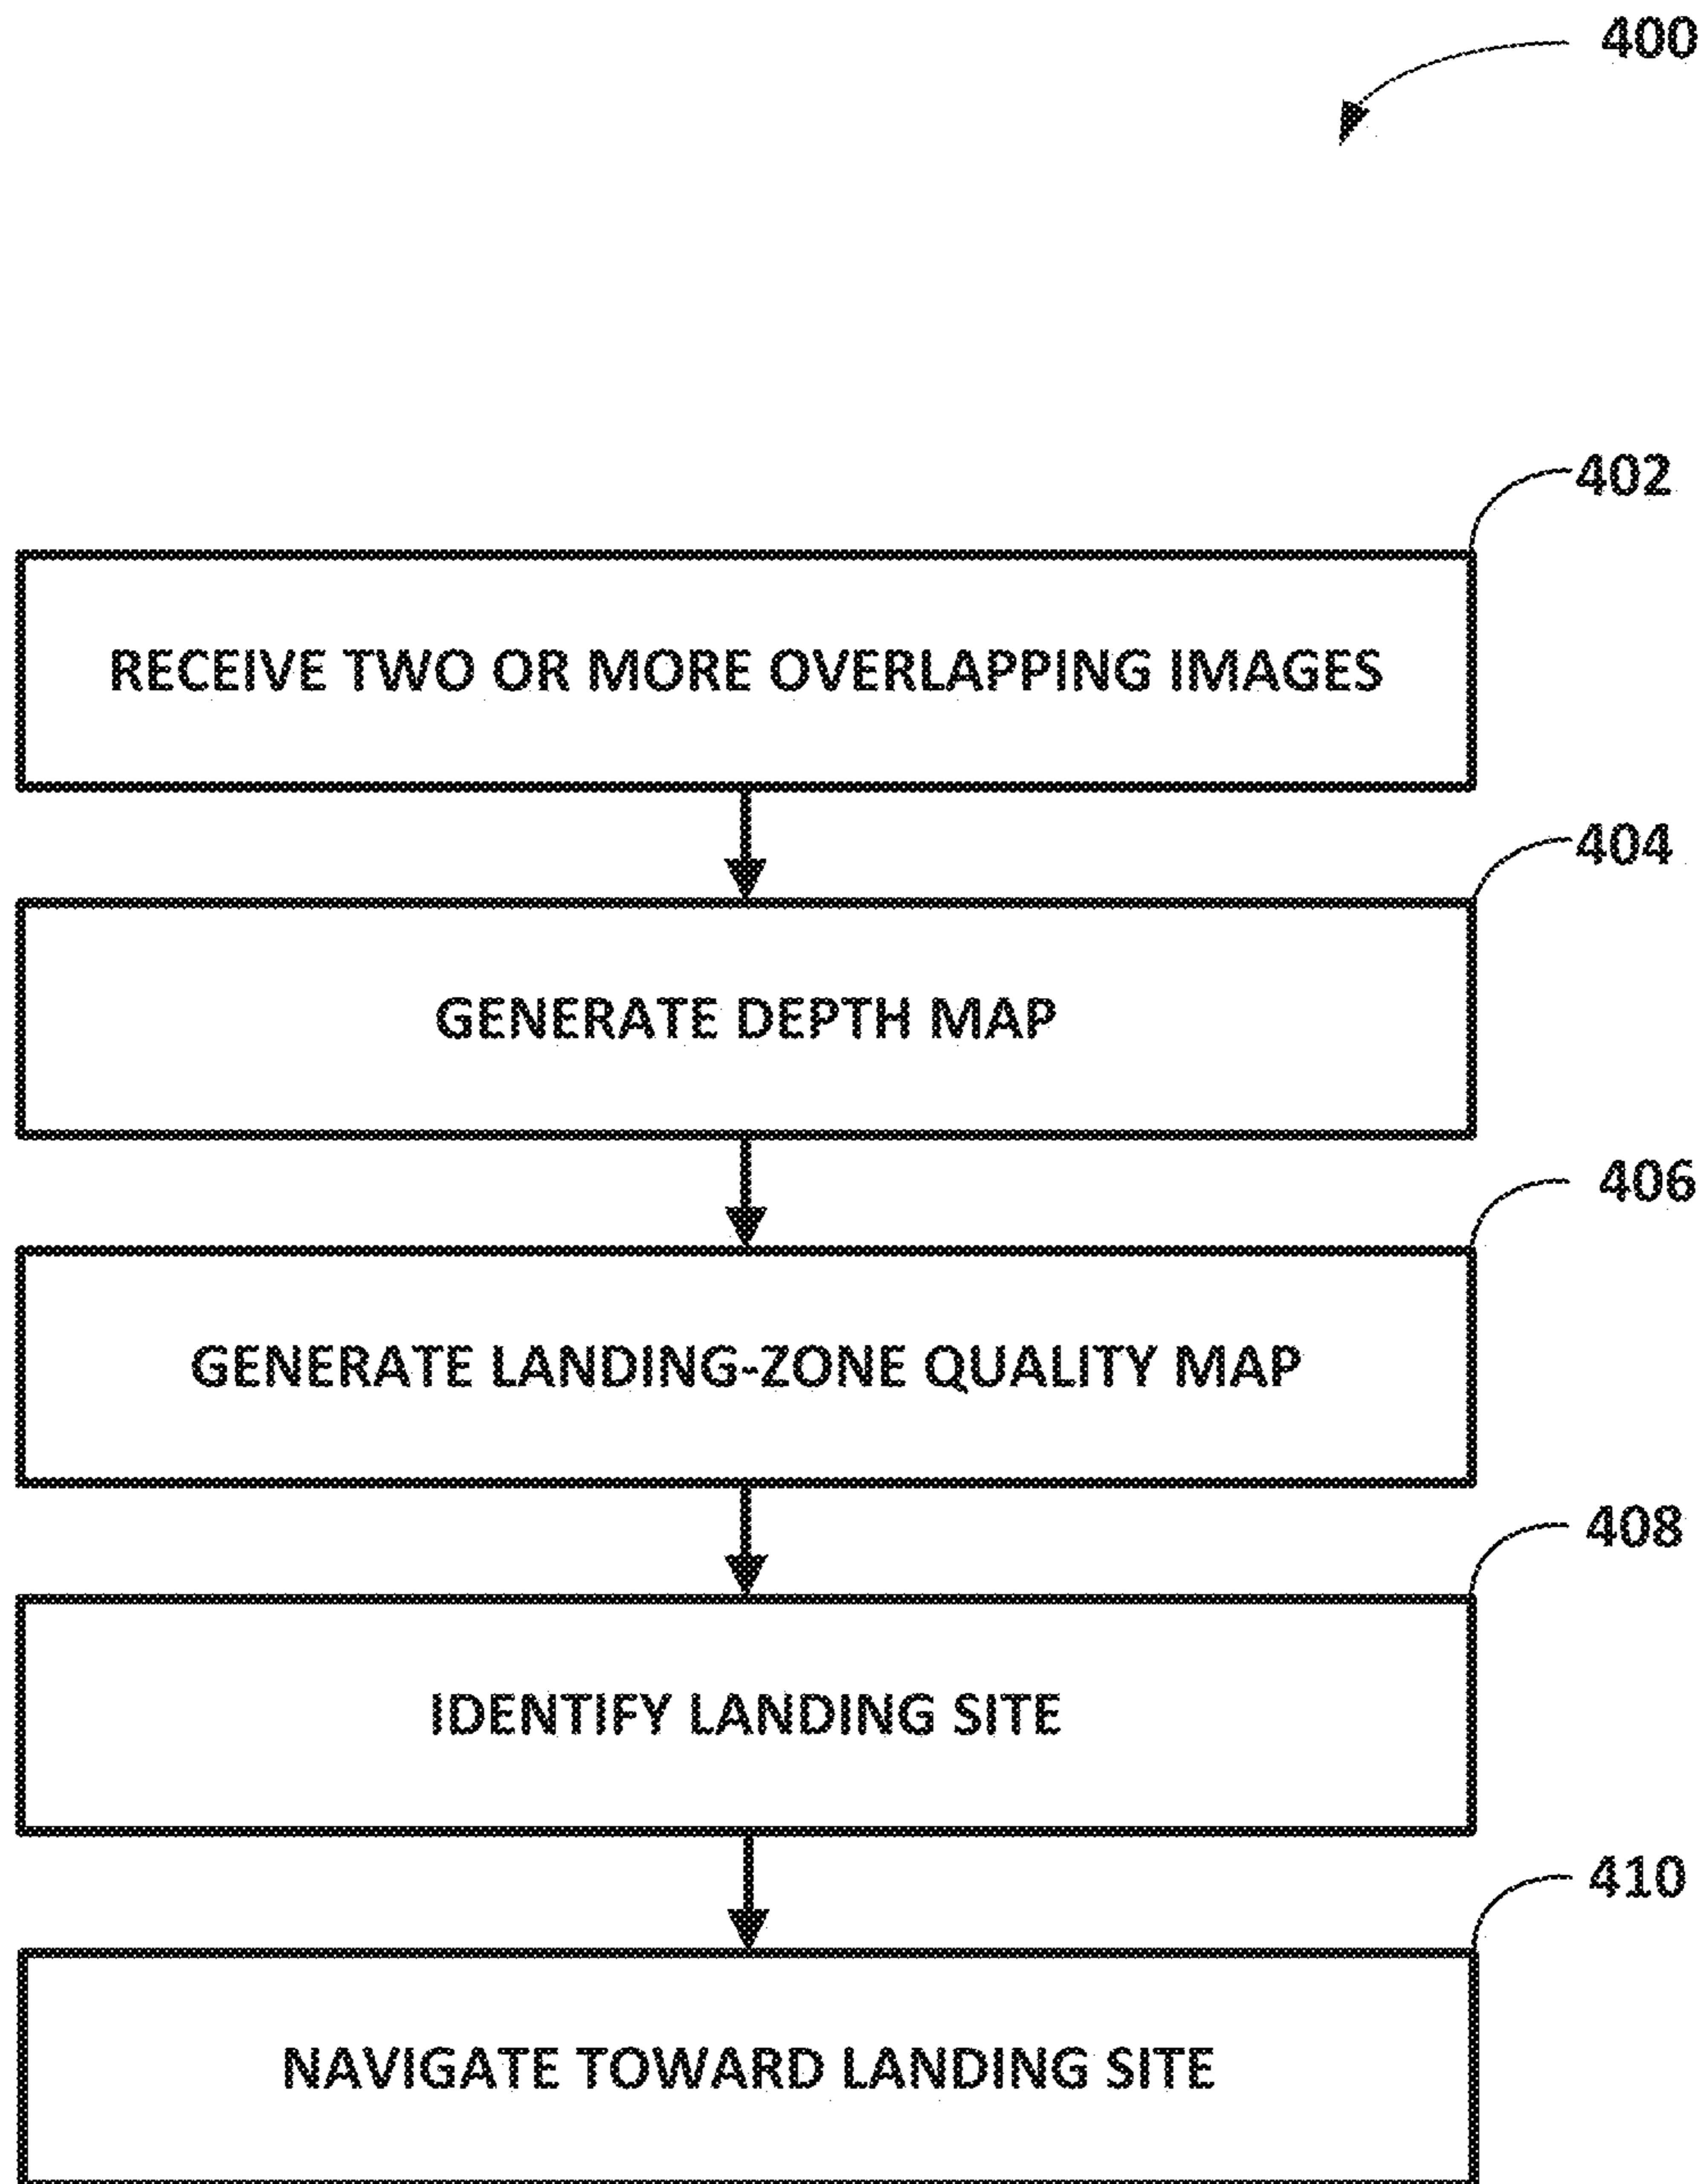 400
402
RECEIVE TWO OR MORE OVERLAPPING IMAGES
404
GENERATE DEPTH MAP
406
GENERATE LANDING-ZONE QUALITY MAP
408
IDENTIFY LANDING SITE
410
NAVIGATE TOWARD LANDING SITE